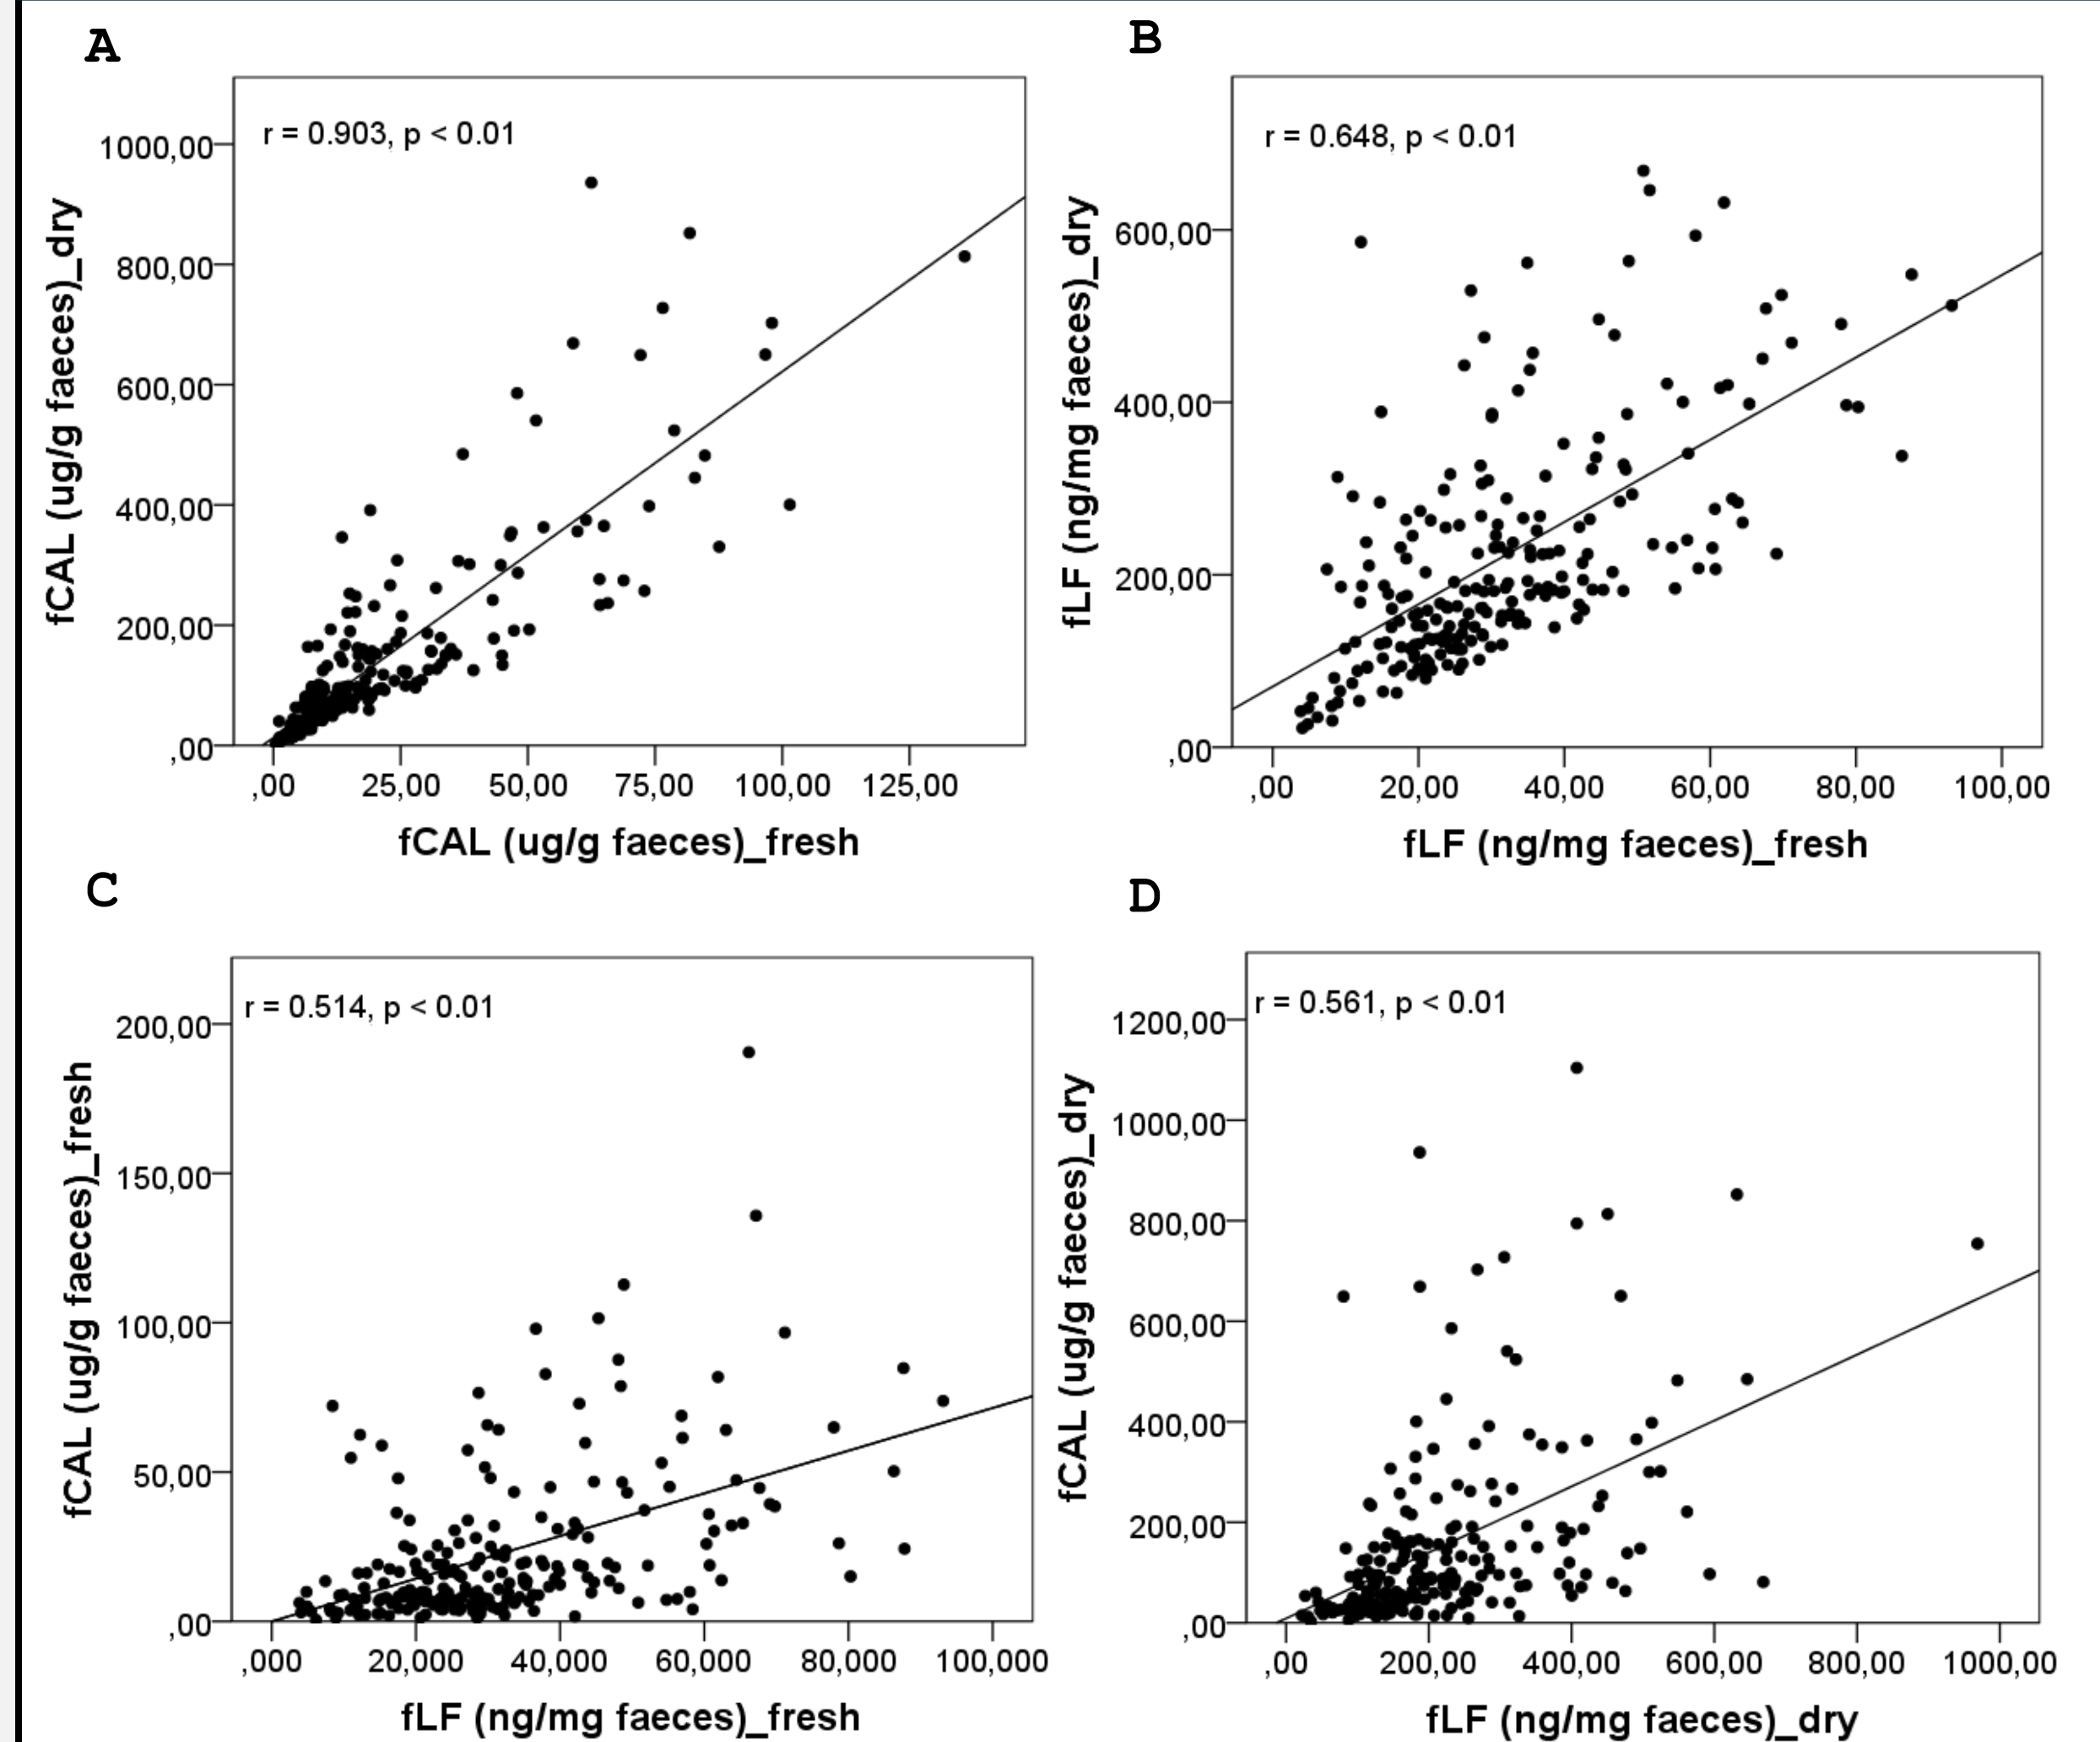 A
r = 0.903, p < 0.01
fCAL (ug/g faeces)_dry
1000,00
800,00
600,00
400,00
200,00
,00
,00 25,00 50,00 75,00 100,00 125,00
fCAL (ug/g faeces)_fresh
B
r = 0.648, p < 0.01
fLF (ng/mg faeces)_dry
600,00
400,00
200,00
,00
,00 20,00 40,00 60,00 80,00 100,00
fLF (ng/mg faeces)_fresh
C
r = 0.514, p < 0.01
fCAL (ug/g faeces)_fresh
200,00
150,00
100,00
50,00
,00
,000 20,000 40,000 60,000 80,000 100,000
fLF (ng/mg faeces)_fresh
D
r = 0.561, p < 0.01
fCAL (ug/g faeces)_dry
1200,00
1000,00
800,00
600,00
400,00
200,00
,00
,00 200,00 400,00 600,00 800,00 1000,00
fLF (ng/mg faeces)_dry